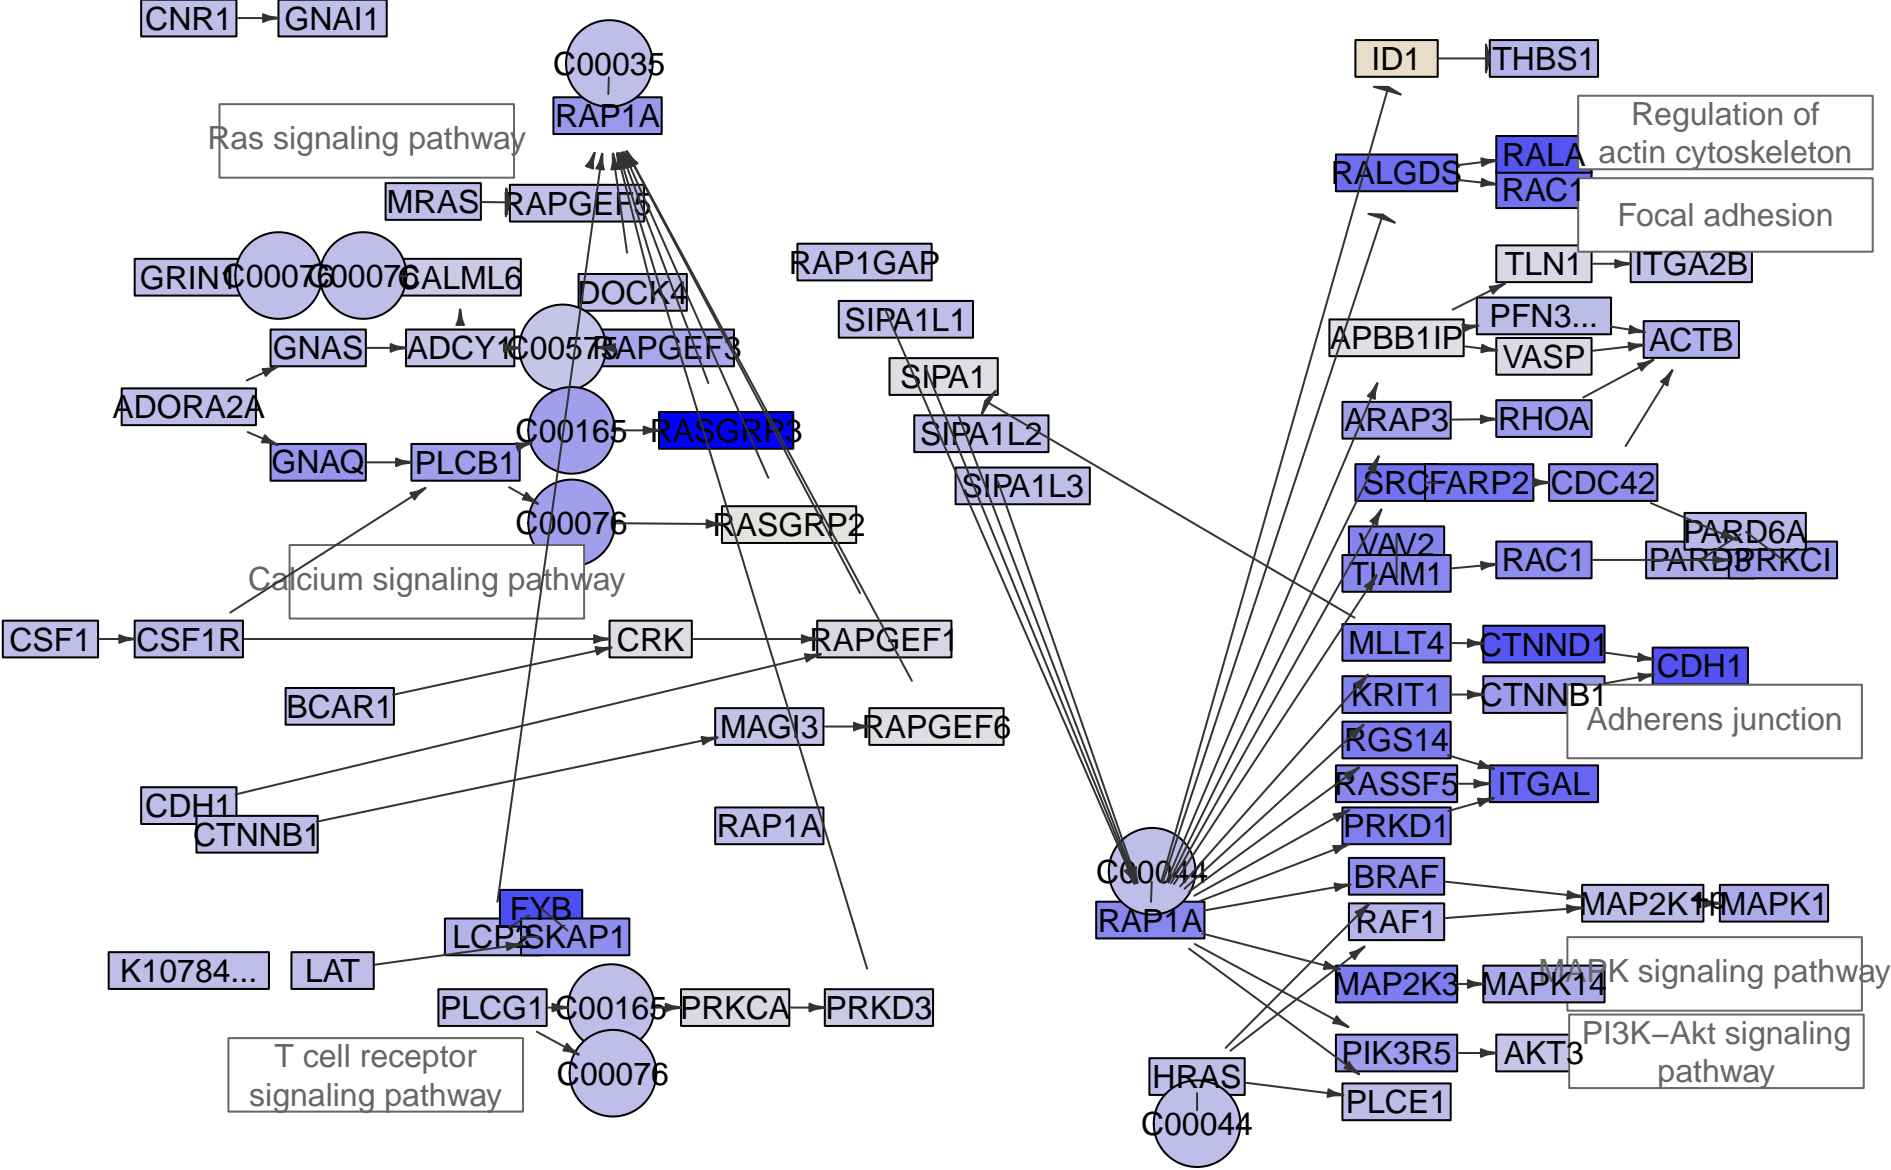 CNR1
GNAI1
C00035
RAP1A
Ras signaling pathway
MRAS
RAPGEF5
GRIN1
C00076
C00076
CALML6
DOCK4
GNAS
ADCY1
C00575
RAPGEF3
ADORA2A
C00165
RASGRP3
GNAQ
PLCB1
C00076
RASGRP2
Calcium signaling pathway
CSF1
CSF1R
CRK
RAPGEF1
BCAR1
MAGI3
RAPGEF6
CDH1
CTNNB1
RAP1A
FYB
LCP2
SKAP1
K10784...
LAT
PLCG1
C00165
PRKCA
PRKD3
T cell receptor
signaling pathway
C00076
RAP1GAP
SIPA1L1
SIPA1
SIPA1L2
SIPA1L3
C00044
RAP1A
HRAS
C00044
ID1
THBS1
Regulation of
actin cytoskeleton
RALGDS
RALA
RAC1
Focal adhesion
TLN1
ITGA2B
APBB1IP
PFN3...
VASP
ACTB
ARAP3
RHOA
SRC
FARP2
CDC42
VAV2
TIAM1
RAC1
PARD6A
PARD3
PRKCI
MLLT4
CTNND1
CDH1
KRIT1
CTNNB1
Adherens junction
RGS14
RASSF5
ITGAL
PRKD1
BRAF
RAF1
MAP2K1
+p
MAPK1
MAP2K3
MAPK14
MAPK signaling pathway
PIK3R5
AKT3
PI3K−Akt signaling
pathway
PLCE1